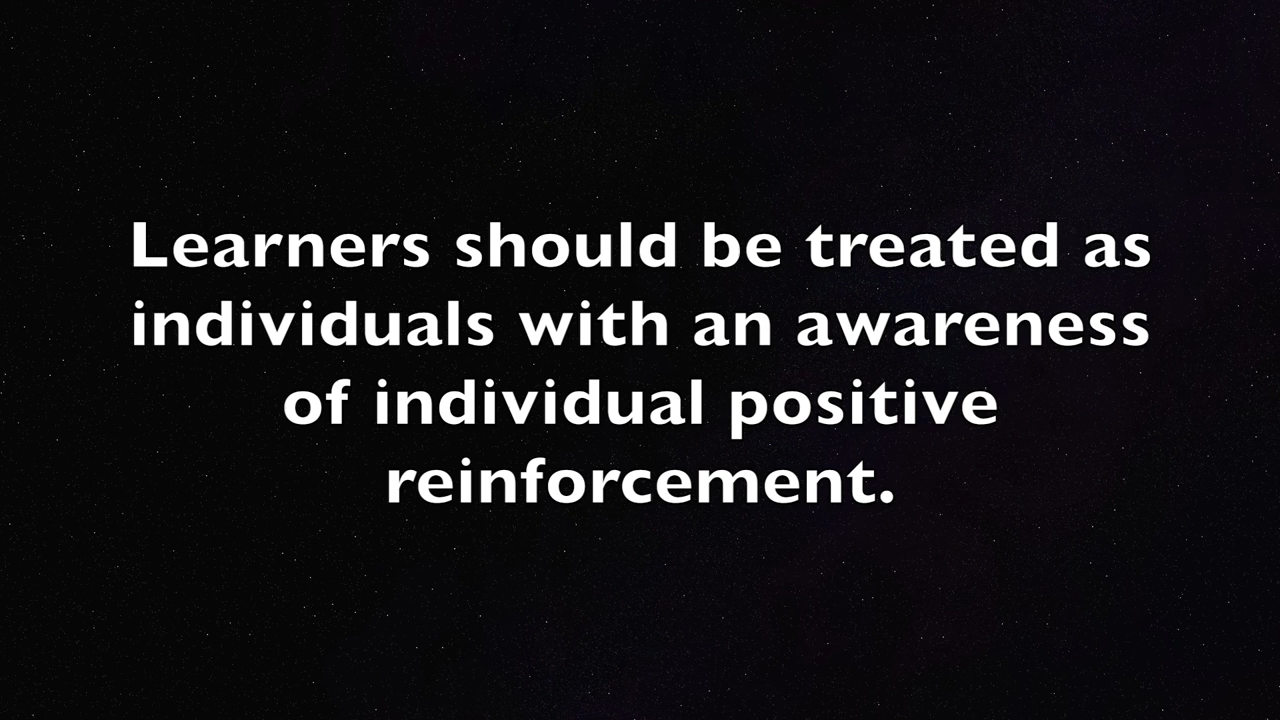 Learners should be treated as
individuals with an awareness
of individual positive
reinforcement.